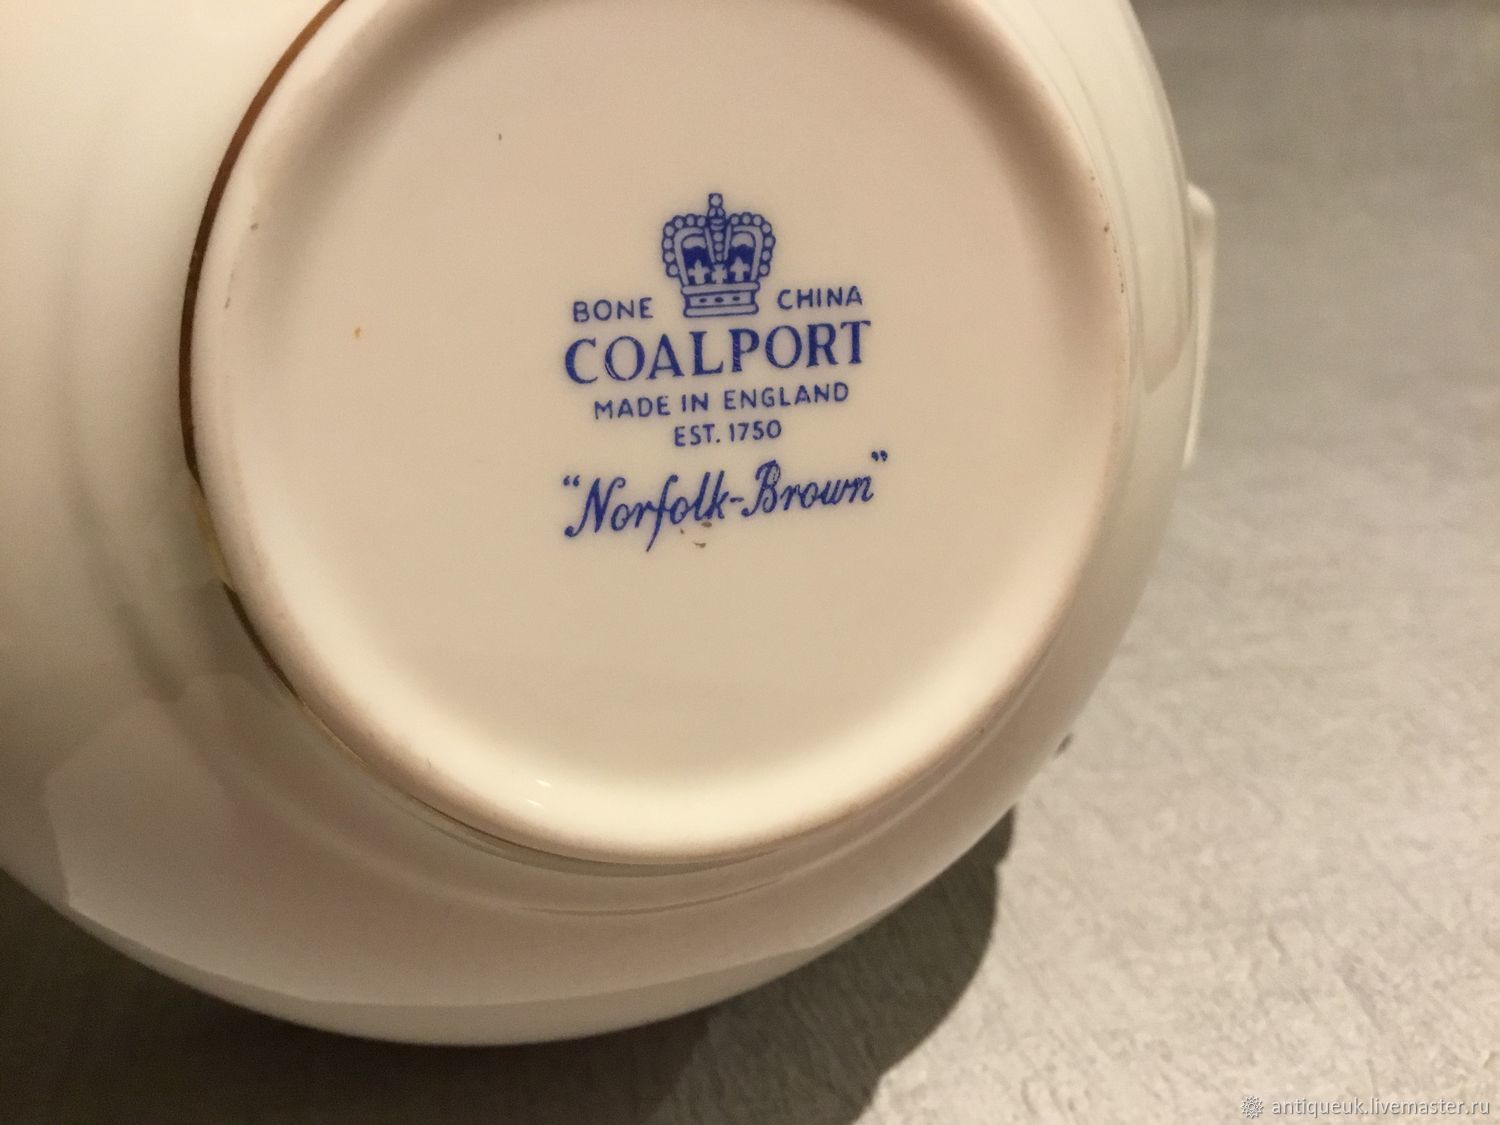 BONE CHINA
COALPORT
MADE IN ENGLAND
EST. 1750
"Norfolk-Brown"
antiqueuk.livemaster.ru